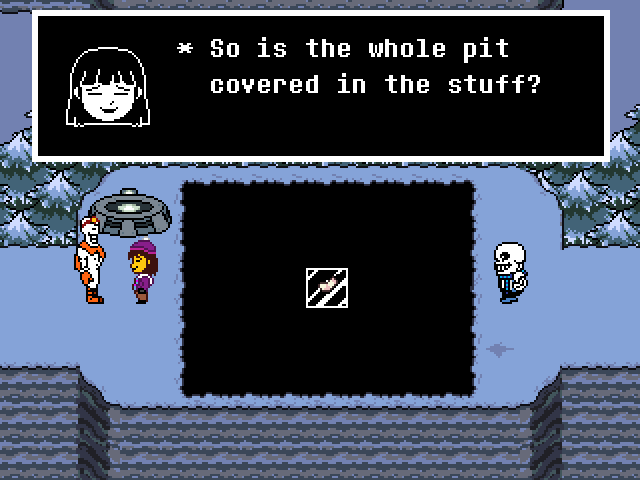 * So is the whole pit
covered in the stuff?